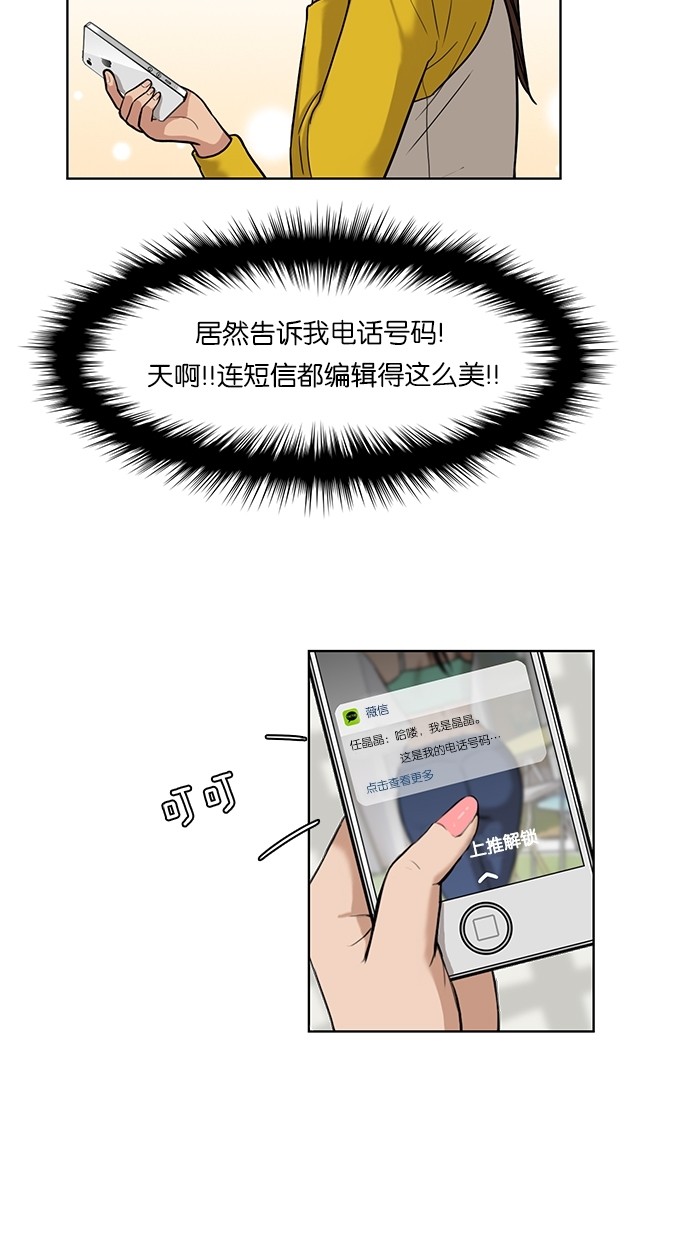 居然告诉我电话号码!
天啊!!连短信都编辑得这么美!!
薇信
任晶晶：哈喽，我是晶晶。
这是我的电话号码…
点击查看更多
叮叮
上推解锁